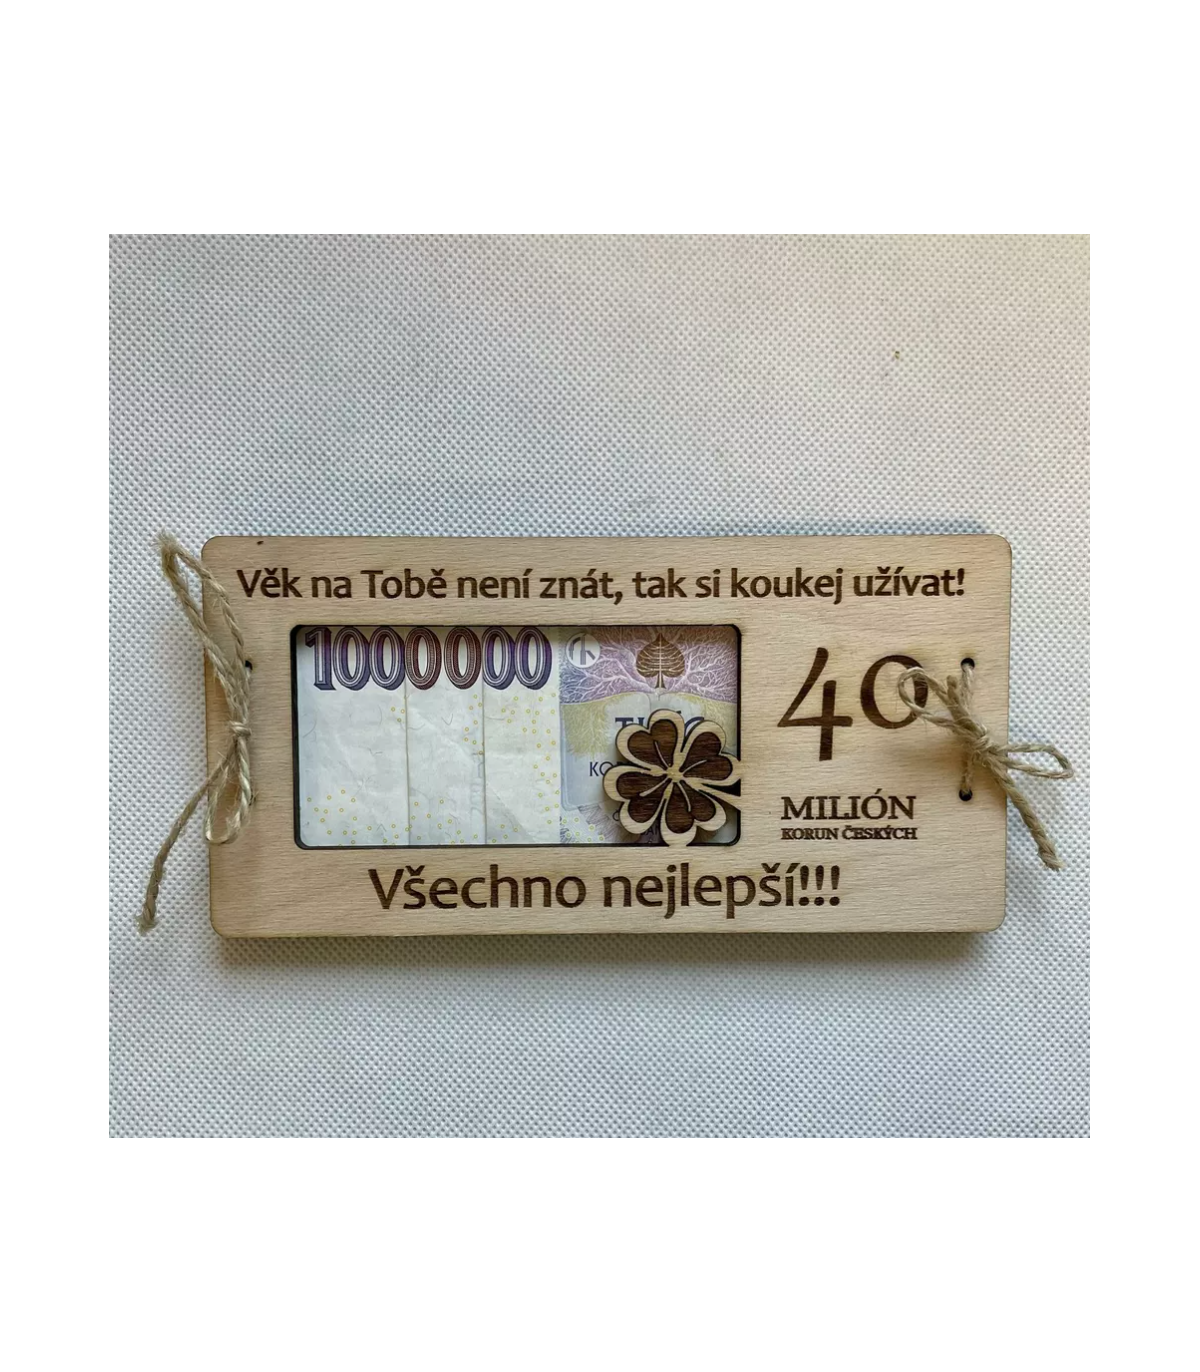 Věk na Tobě není znát, tak si koukej užívat!
1000000
40
MILIÓN
KORUN ČESKÝCH
Všechno nejlepší!!!